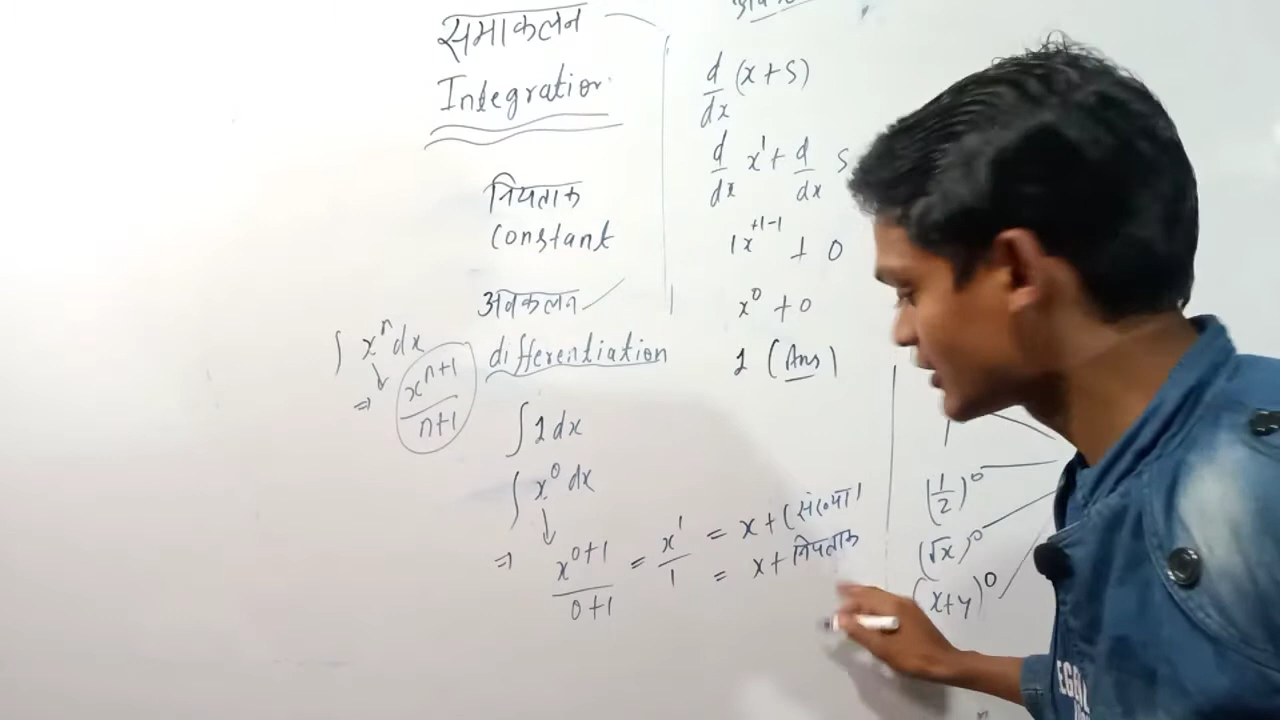 समाकलन
Integration
नियताक
constant
अवकलन
differentiation
∫ xⁿ dx
⇒ xⁿ⁺¹/n+1
∫ 1 dx
∫ x⁰ dx
⇒ x⁰⁺¹/0+1 = x¹/1 = x + (संख्या)
= x + नियताक
d/dx (x + 5)
d/dx x¹ + d/dx 5
1x⁺¹⁻¹ + 0
x⁰ + 0
1 (Ans)
(1/2)⁰
(√x)⁰
(x+y)⁰